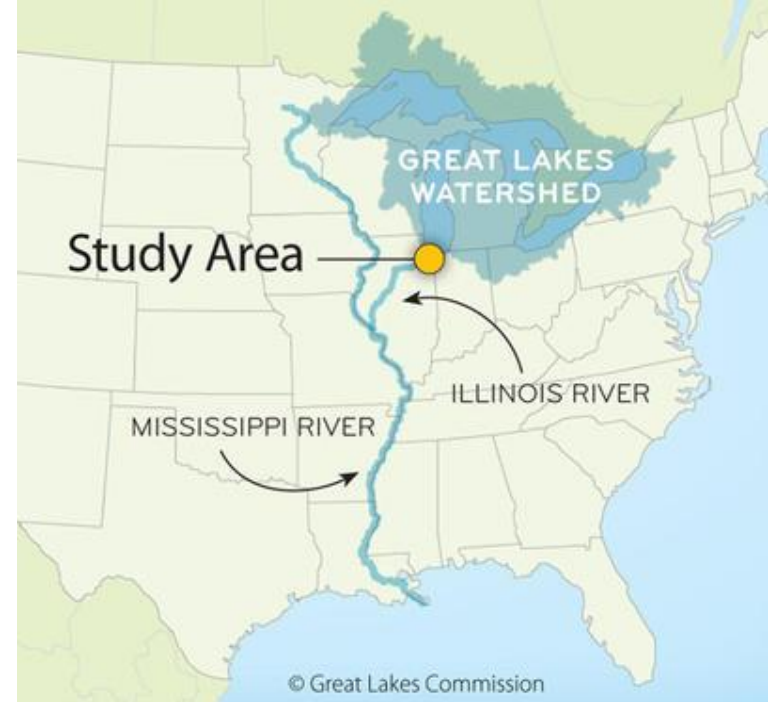 GREAT LAKES
WATERSHED
Study Area
ILLINOIS RIVER
MISSISSIPPI RIVER
© Great Lakes Commission